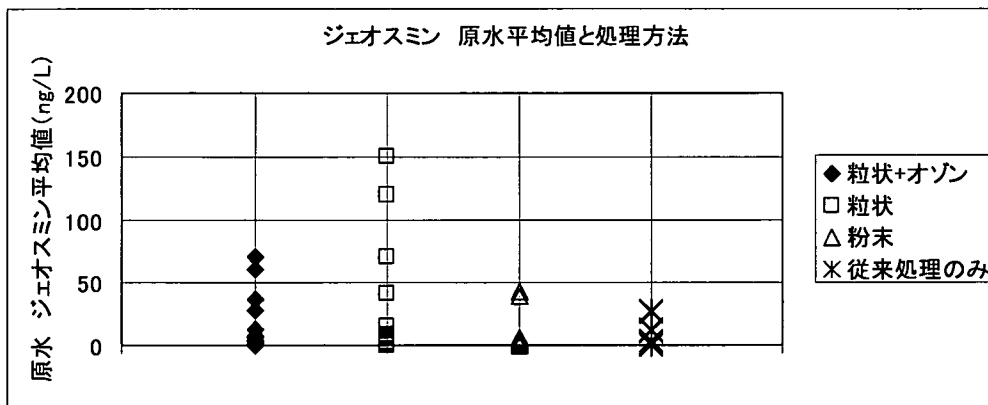 ジェオスミン 原水平均値と処理方法
原水 ジェオスミン平均値(ng/L)
200
150
100
50
0
粒状+オゾン
粒状
粉末
従来処理のみ